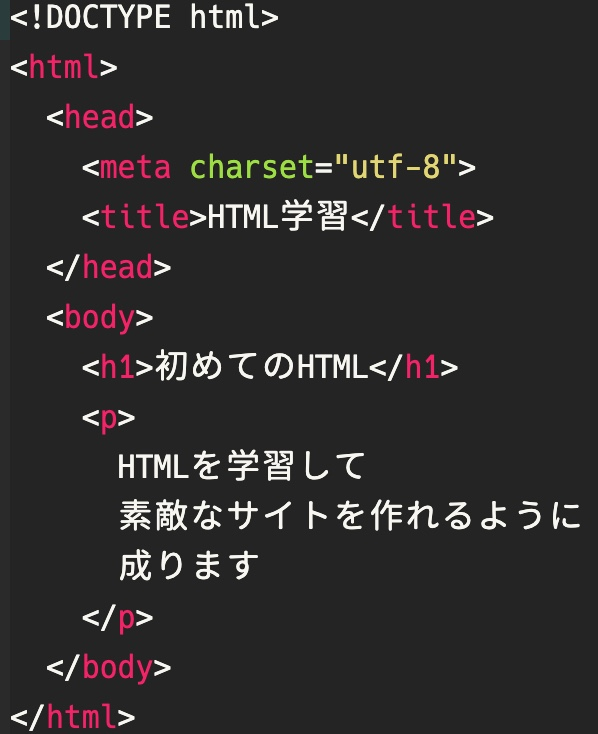 <!DOCTYPE html>
<html>
<head>
<meta charset="utf-8">
<title>HTML学習</title>
</head>
<body>
<h1>初めてのHTML</h1>
<p>
HTMLを学習して
素敵なサイトを作れるように
成ります
</p>
</body>
</html>